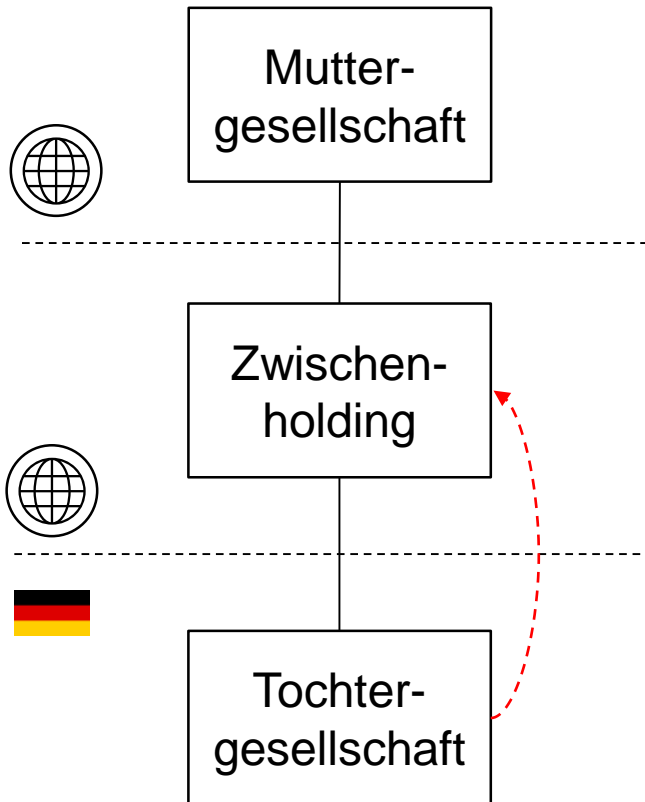 Mutter-
gesellschaft
Zwischen-
holding
Tochter-
gesellschaft